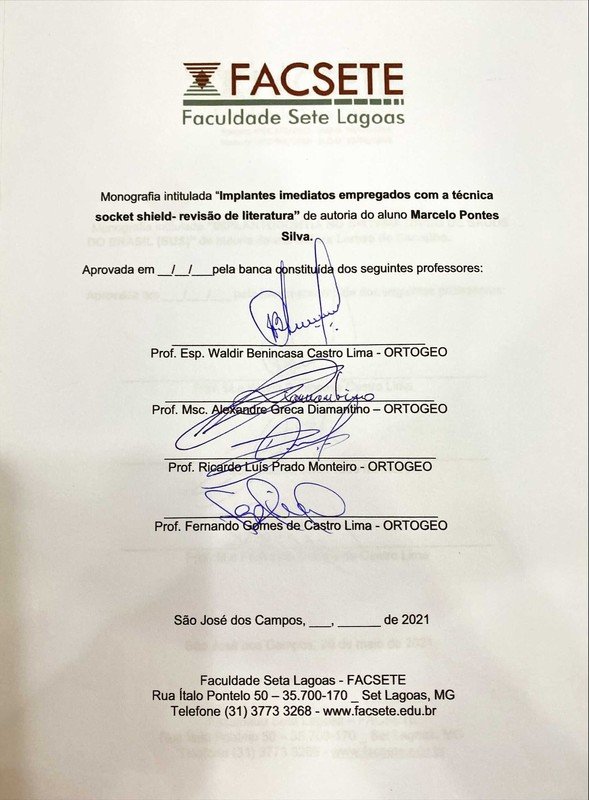 FACSETE
Faculdade Sete Lagoas
Monografia intitulada "Implantes imediatos empregados com a técnica
socket shield- revisão de literatura" de autoria do aluno Marcelo Pontes
Silva.
Aprovada em __/__/___pela banca constituída dos seguintes professores:
Prof. Esp. Waldir Benincasa Castro Lima - ORTOGEO
Prof. Msc. Alexandre Greca Diamantino – ORTOGEO
Prof. Ricardo Luís Prado Monteiro - ORTOGEO
Prof. Fernando Gomes de Castro Lima - ORTOGEO
São José dos Campos, ___, ______ de 2021
Faculdade Seta Lagoas - FACSETE
Rua Ítalo Pontelo 50 – 35.700-170 _ Set Lagoas, MG
Telefone (31) 3773 3268 - www.facsete.edu.br